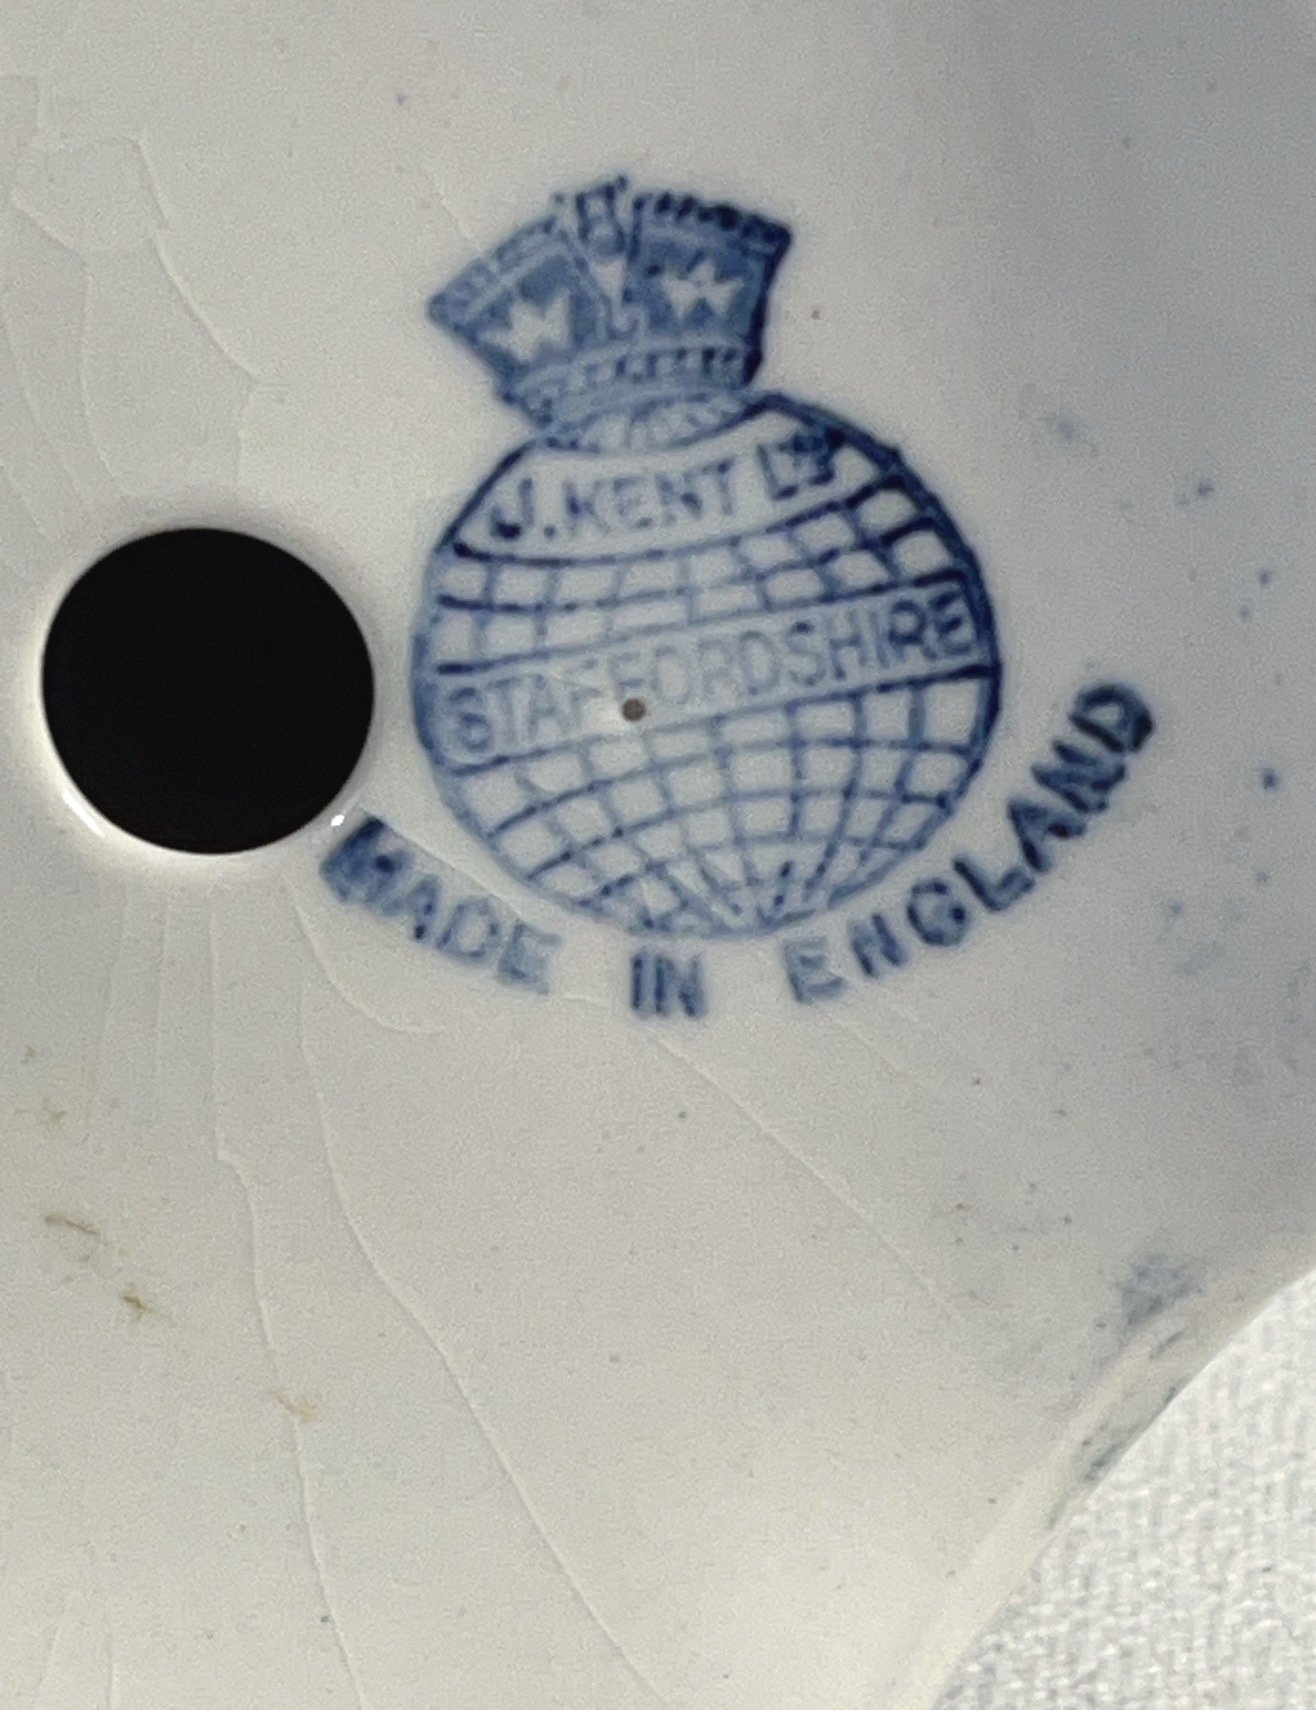 J. KENT LTD
STAFFORDSHIRE
MADE IN ENGLAND